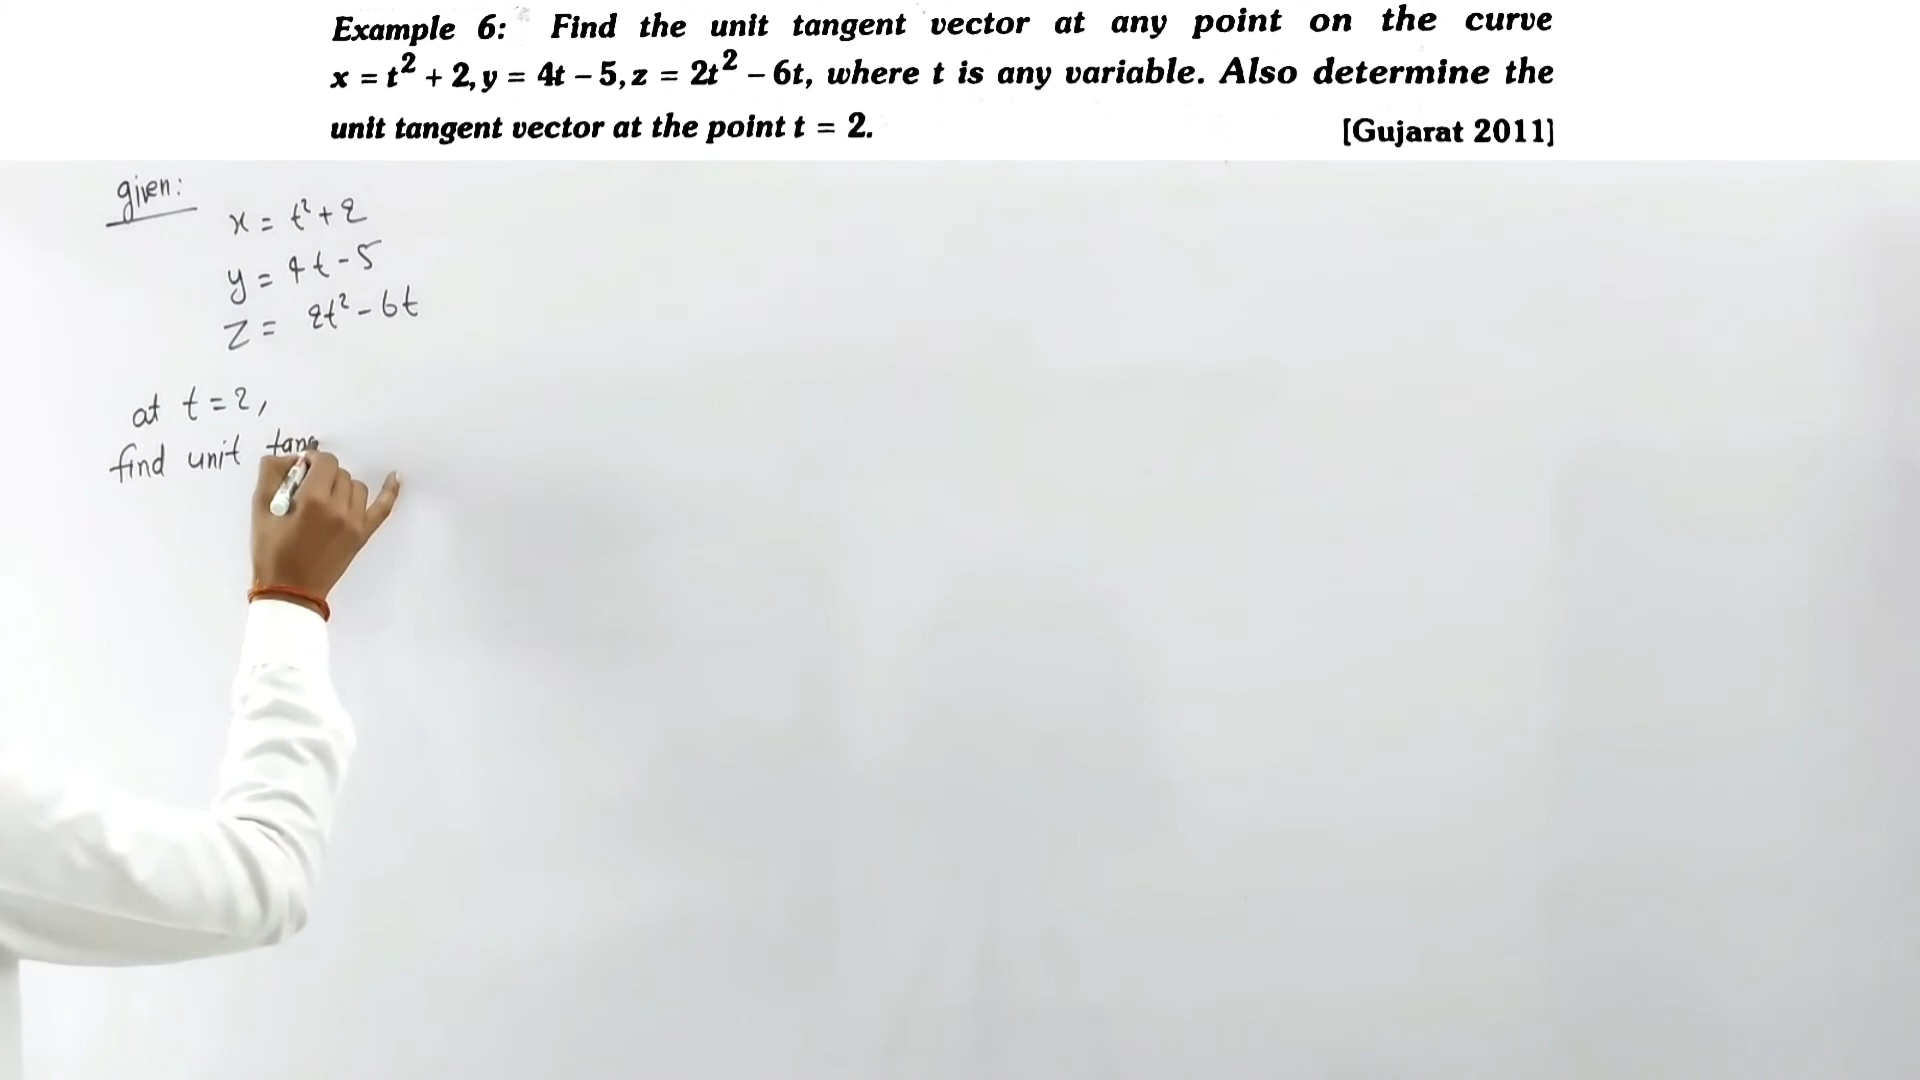 Example 6: Find the unit tangent vector at any point on the curve
x = t² + 2, y = 4t – 5, z = 2t² – 6t, where t is any variable. Also determine the
unit tangent vector at the point t = 2. [Gujarat 2011]
given:
x = t² + 2
y = 4t - 5
z = 2t² - 6t
at t = 2,
find unit tang